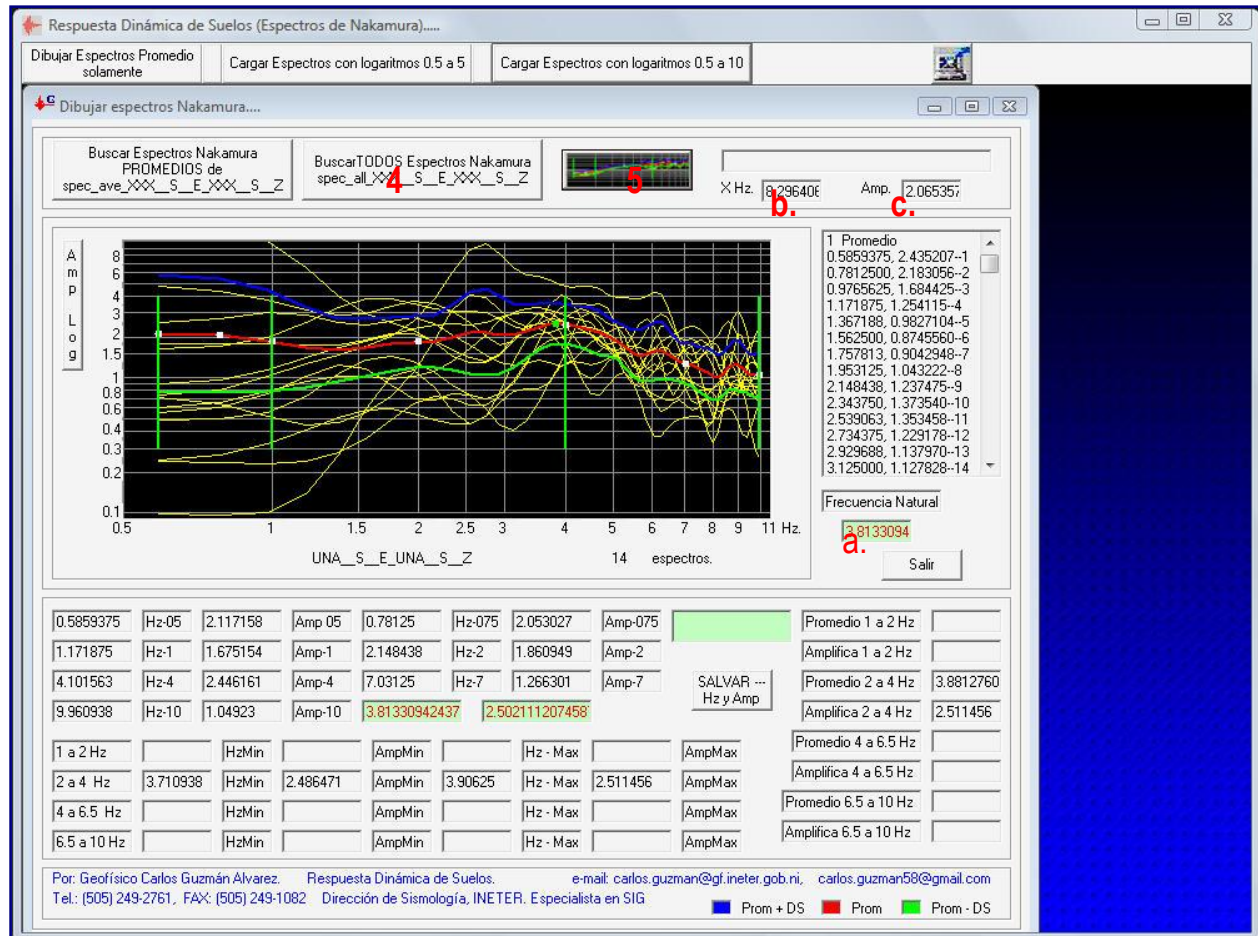 Respuesta Dinámica de Suelos (Espectros de Nakamura).....
Dibujar Espectros Promedio
solamente
Cargar Espectros con logaritmos 0.5 a 5
Cargar Espectros con logaritmos 0.5 a 10
Dibujar espectros Nakamura....
Buscar Espectros Nakamura
PROMEDIOS de
spec_ave_XXX__S__E_XXX__S__Z
BuscarTODOS Espectros Nakamura
spec_all_XXX__S__E_XXX__S__Z
4
5
X Hz. 8.296406 Amp. 2.065357
b. c.
Amp Log
8
6
4
3
2
1.5
1
0.8
0.6
0.4
0.3
0.2
0.1
0.5 1 1.5 2 2.5 3 4 5 6 7 8 9 11 Hz.
UNA__S__E_UNA__S__Z 14 espectros.
1 Promedio
0.5859375, 2.435207--1
0.7812500, 2.183056--2
0.9765625, 1.684425--3
1.171875, 1.254115--4
1.367188, 0.9827104--5
1.562500, 0.8745560--6
1.757813, 0.9042948--7
1.953125, 1.043222--8
2.148438, 1.237475--9
2.343750, 1.373540--10
2.539063, 1.353458--11
2.734375, 1.229178--12
2.929688, 1.137970--13
3.125000, 1.127828--14
Frecuencia Natural
3.8133094
a.
Salir
0.5859375 Hz-05 2.117158 Amp 05 0.78125 Hz-075 2.053027 Amp-075 Promedio 1 a 2 Hz
1.171875 Hz-1 1.675154 Amp-1 2.148438 Hz-2 1.860949 Amp-2 Amplifica 1 a 2 Hz
4.101563 Hz-4 2.446161 Amp-4 7.03125 Hz-7 1.266301 Amp-7 SALVAR --- Promedio 2 a 4 Hz 3.8812760
Hz y Amp
9.960938 Hz-10 1.04923 Amp-10 3.81330942437 2.502111207458 Amplifica 2 a 4 Hz 2.511456
1 a 2 Hz HzMin AmpMin Hz - Max AmpMax Promedio 4 a 6.5 Hz
2 a 4 Hz 3.710938 HzMin 2.486471 AmpMin 3.90625 Hz - Max 2.511456 AmpMax Amplifica 4 a 6.5 Hz
4 a 6.5 Hz HzMin AmpMin Hz - Max AmpMax Promedio 6.5 a 10 Hz
6.5 a 10 Hz HzMin AmpMin Hz - Max AmpMax Amplifica 6.5 a 10 Hz
Por: Geofísico Carlos Guzmán Alvarez. Respuesta Dinámica de Suelos. e-mail: carlos.guzman@gf.ineter.gob.ni, carlos.guzman58@gmail.com
Tel.: (505) 249-2761, FAX: (505) 249-1082 Dirección de Sismología, INETER. Especialista en SIG
Prom + DS Prom Prom - DS